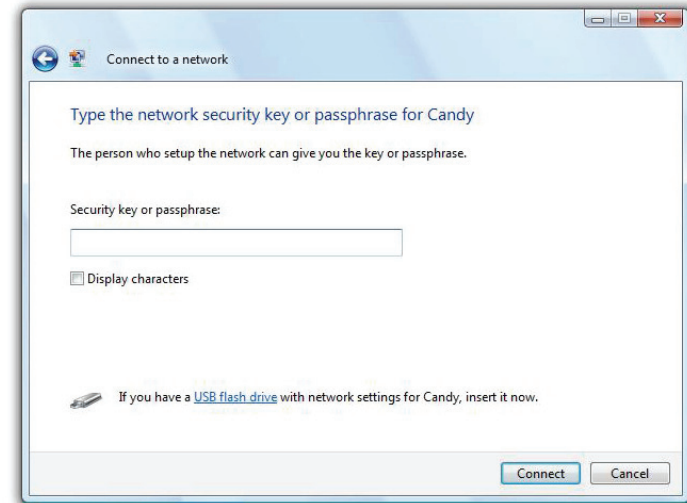 Connect to a network
Type the network security key or passphrase for Candy
The person who setup the network can give you the key or passphrase.
Security key or passphrase:
Display characters
If you have a USB flash drive with network settings for Candy, insert it now.
Connect Cancel